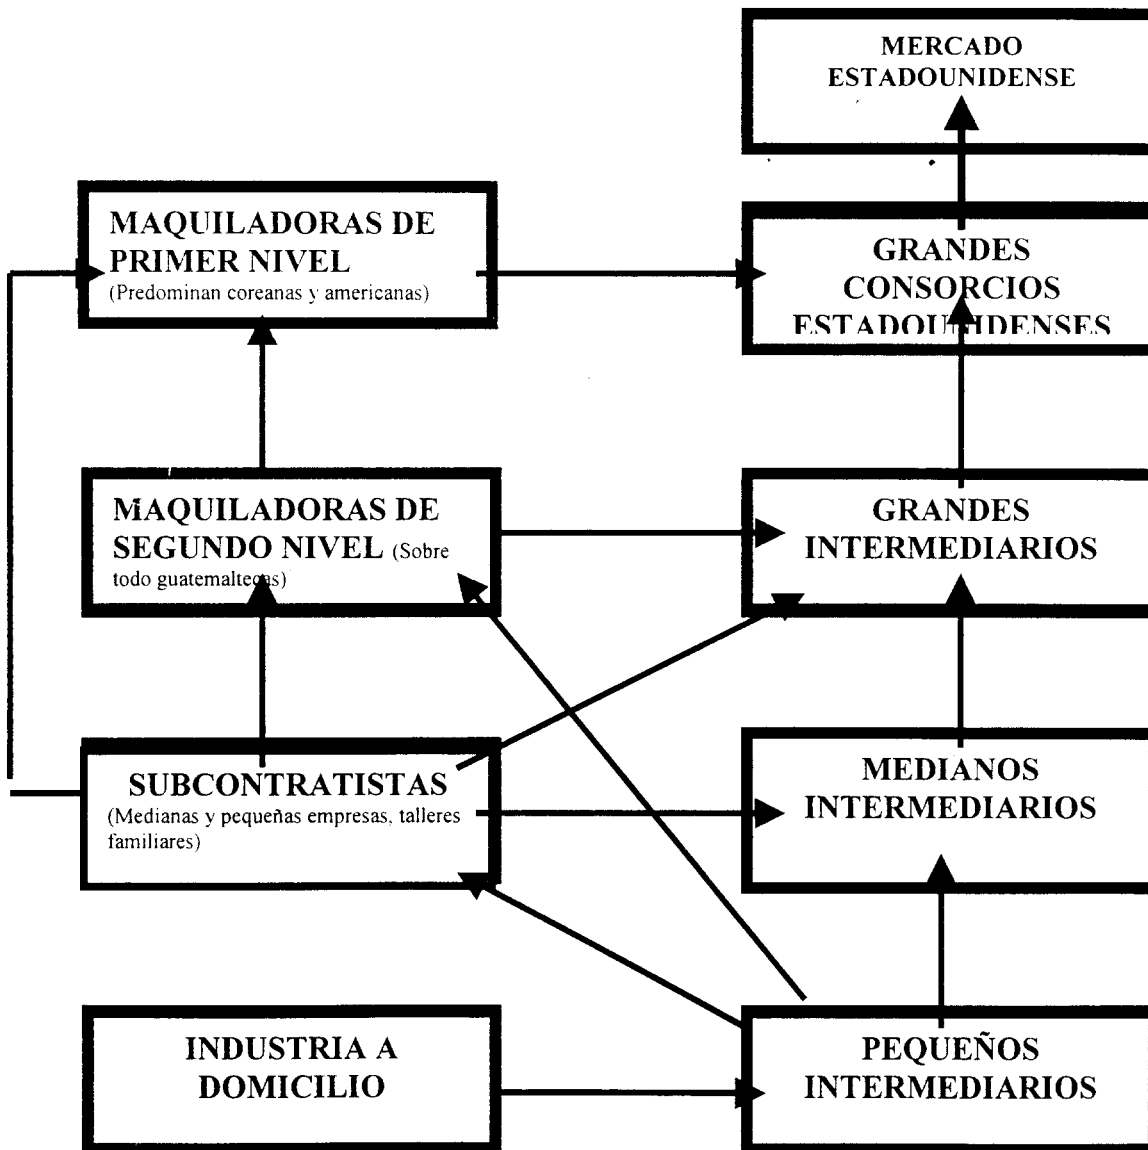 MERCADO
ESTADOUNIDENSE
MAQUILADORAS DE
PRIMER NIVEL
(Predominan coreanas y americanas)
GRANDES
CONSORCIOS
ESTADOUNIDENSES
MAQUILADORAS DE
SEGUNDO NIVEL (Sobre
todo guatemaltecas)
GRANDES
INTERMEDIARIOS
SUBCONTRATISTAS
(Medianas y pequeñas empresas, talleres
familiares)
MEDIANOS
INTERMEDIARIOS
INDUSTRIA A
DOMICILIO
PEQUEÑOS
INTERMEDIARIOS